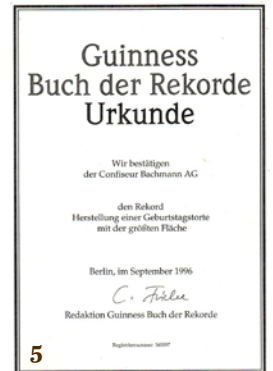 Guinness
Buch der Rekorde
Urkunde
Wir bestätigen
der Confiseur Bachmann AG
den Rekord
Herstellung einer Geburtstagstorte
mit der größten Fläche
Berlin, im September 1996
C. Fischer
Redaktion Guinness Buch der Rekorde
5